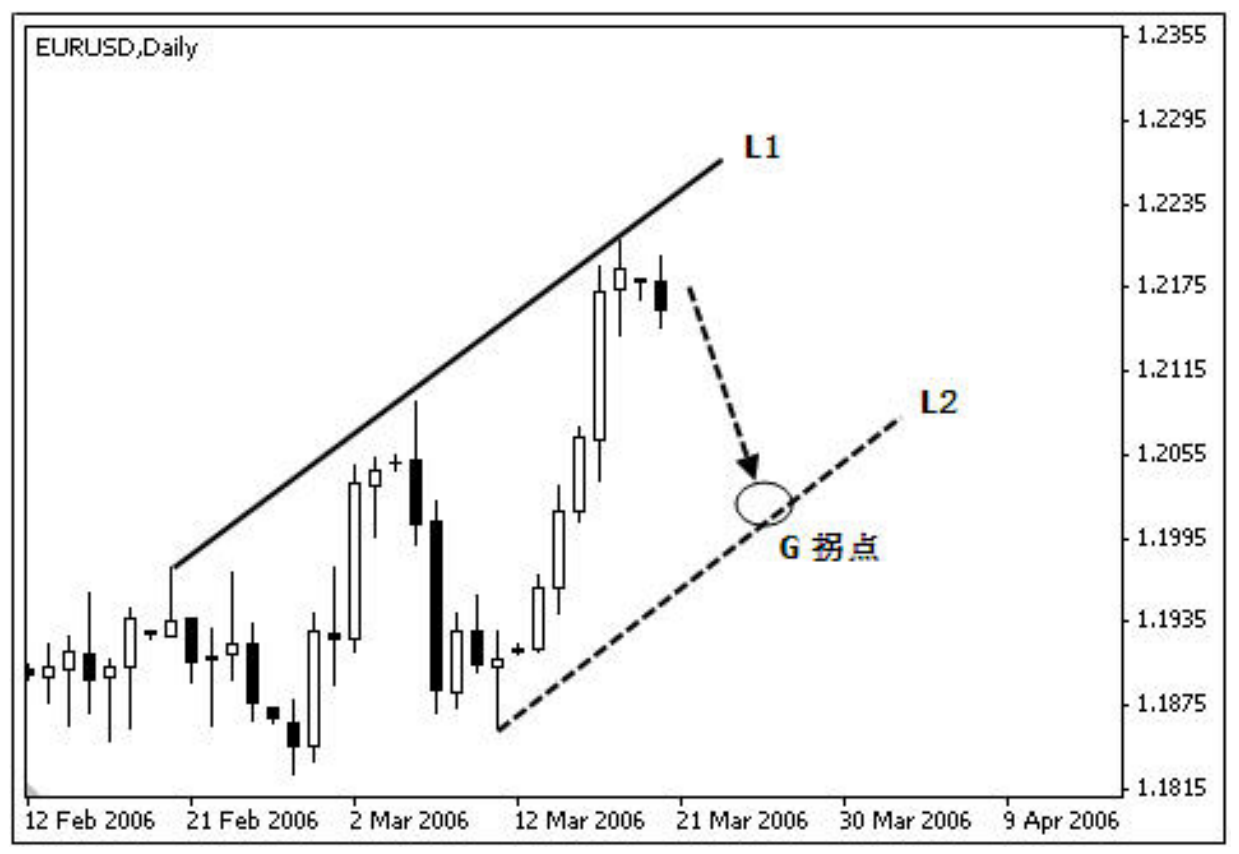 EURUSD,Daily
1.2355
1.2295
L1
1.2235
1.2175
1.2115
L2
1.2055
1.1995
G 拐点
1.1935
1.1875
1.1815
12 Feb 2006 21 Feb 2006 2 Mar 2006 12 Mar 2006 21 Mar 2006 30 Mar 2006 9 Apr 2006